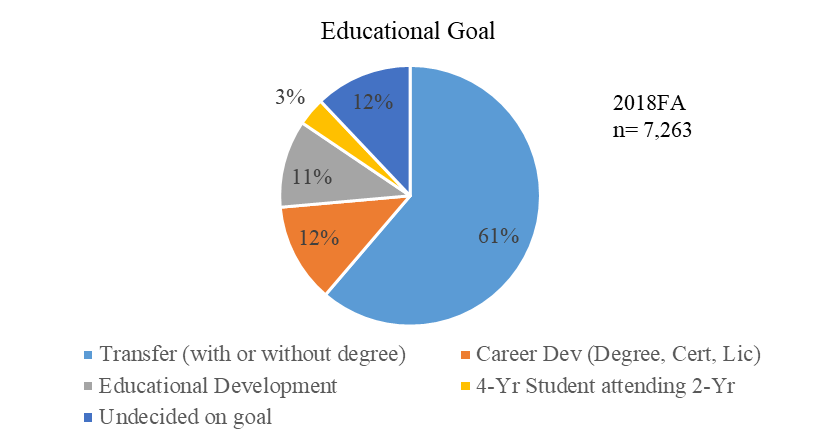 Educational Goal
2018FA
n= 7,263
3%
12%
11%
12%
61%
Transfer (with or without degree)
Career Dev (Degree, Cert, Lic)
Educational Development
4-Yr Student attending 2-Yr
Undecided on goal